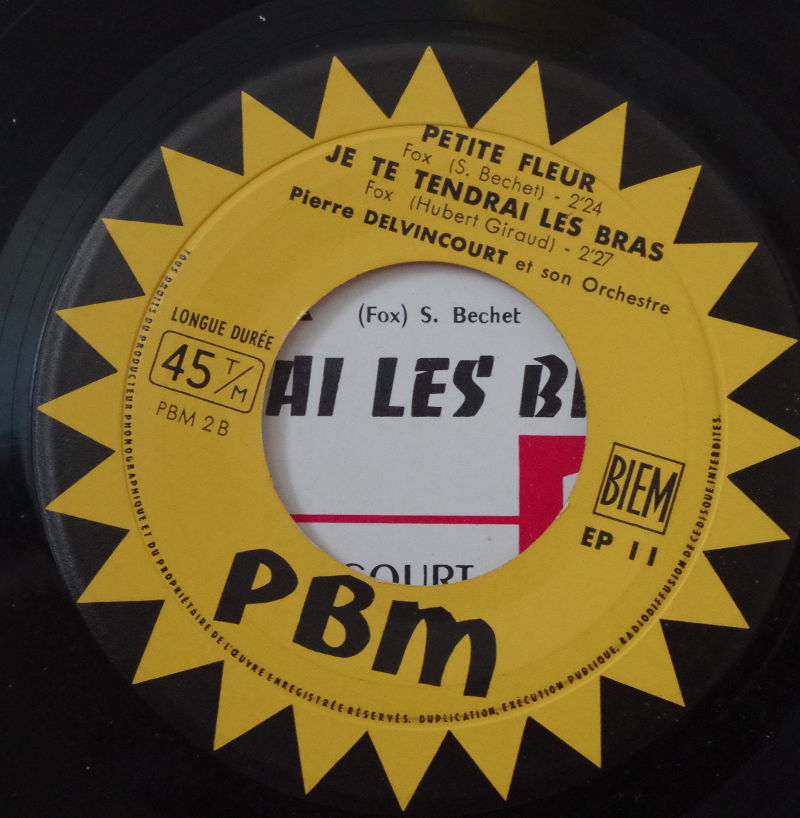 PETITE FLEUR
Fox (S. Bechet) - 2'24
JE TE TENDRAI LES BRAS
Fox (Hubert Giraud) - 2'27
Pierre DELVINCOURT et son Orchestre
LONGUE DURÉE
45 T/M
PBM 2 B
(Fox) S. Bechet
AI LES
COURT
BIEM
EP 11
PBM
TOUS DROITS DU PRODUCTEUR PHONOGRAPHIQUE ET DU PROPRIÉTAIRE DE L'ŒUVRE ENREGISTRÉE RÉSERVÉS. DUPLICATION, EXÉCUTION PUBLIQUE, RADIODIFFUSION DE CE DISQUE INTERDITES.